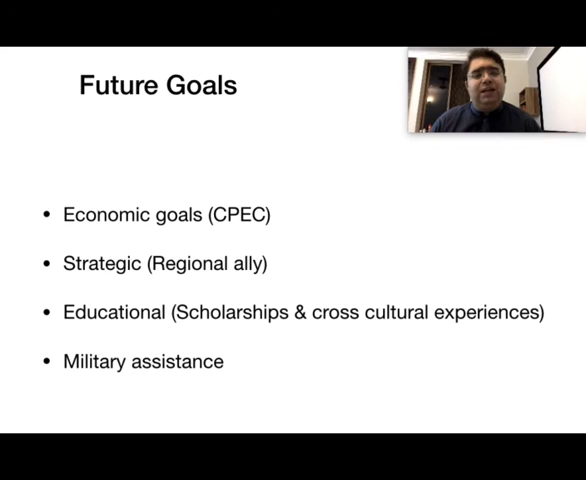 Future Goals
• Economic goals (CPEC)
• Strategic (Regional ally)
• Educational (Scholarships & cross cultural experiences)
• Military assistance